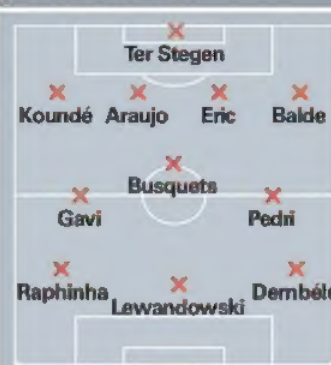 Ter Stegen
Koundé Araujo Eric Balde
Busquets
Gavi Pedri
Raphinha Lewandowski Dembélé